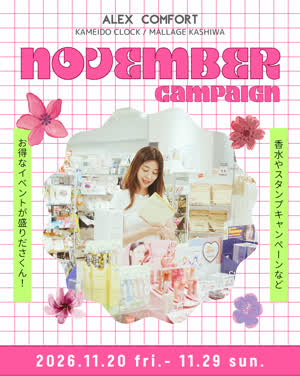 ALEX COMFORT
KAMEIDO CLOCK / MALLAGE KASHIWA
NOVEMBER
CAMPAIGN
香水やスタンプキャンペーンなど
お得なイベントが盛りだくさん！
2026.11.20 fri.- 11.29 sun.